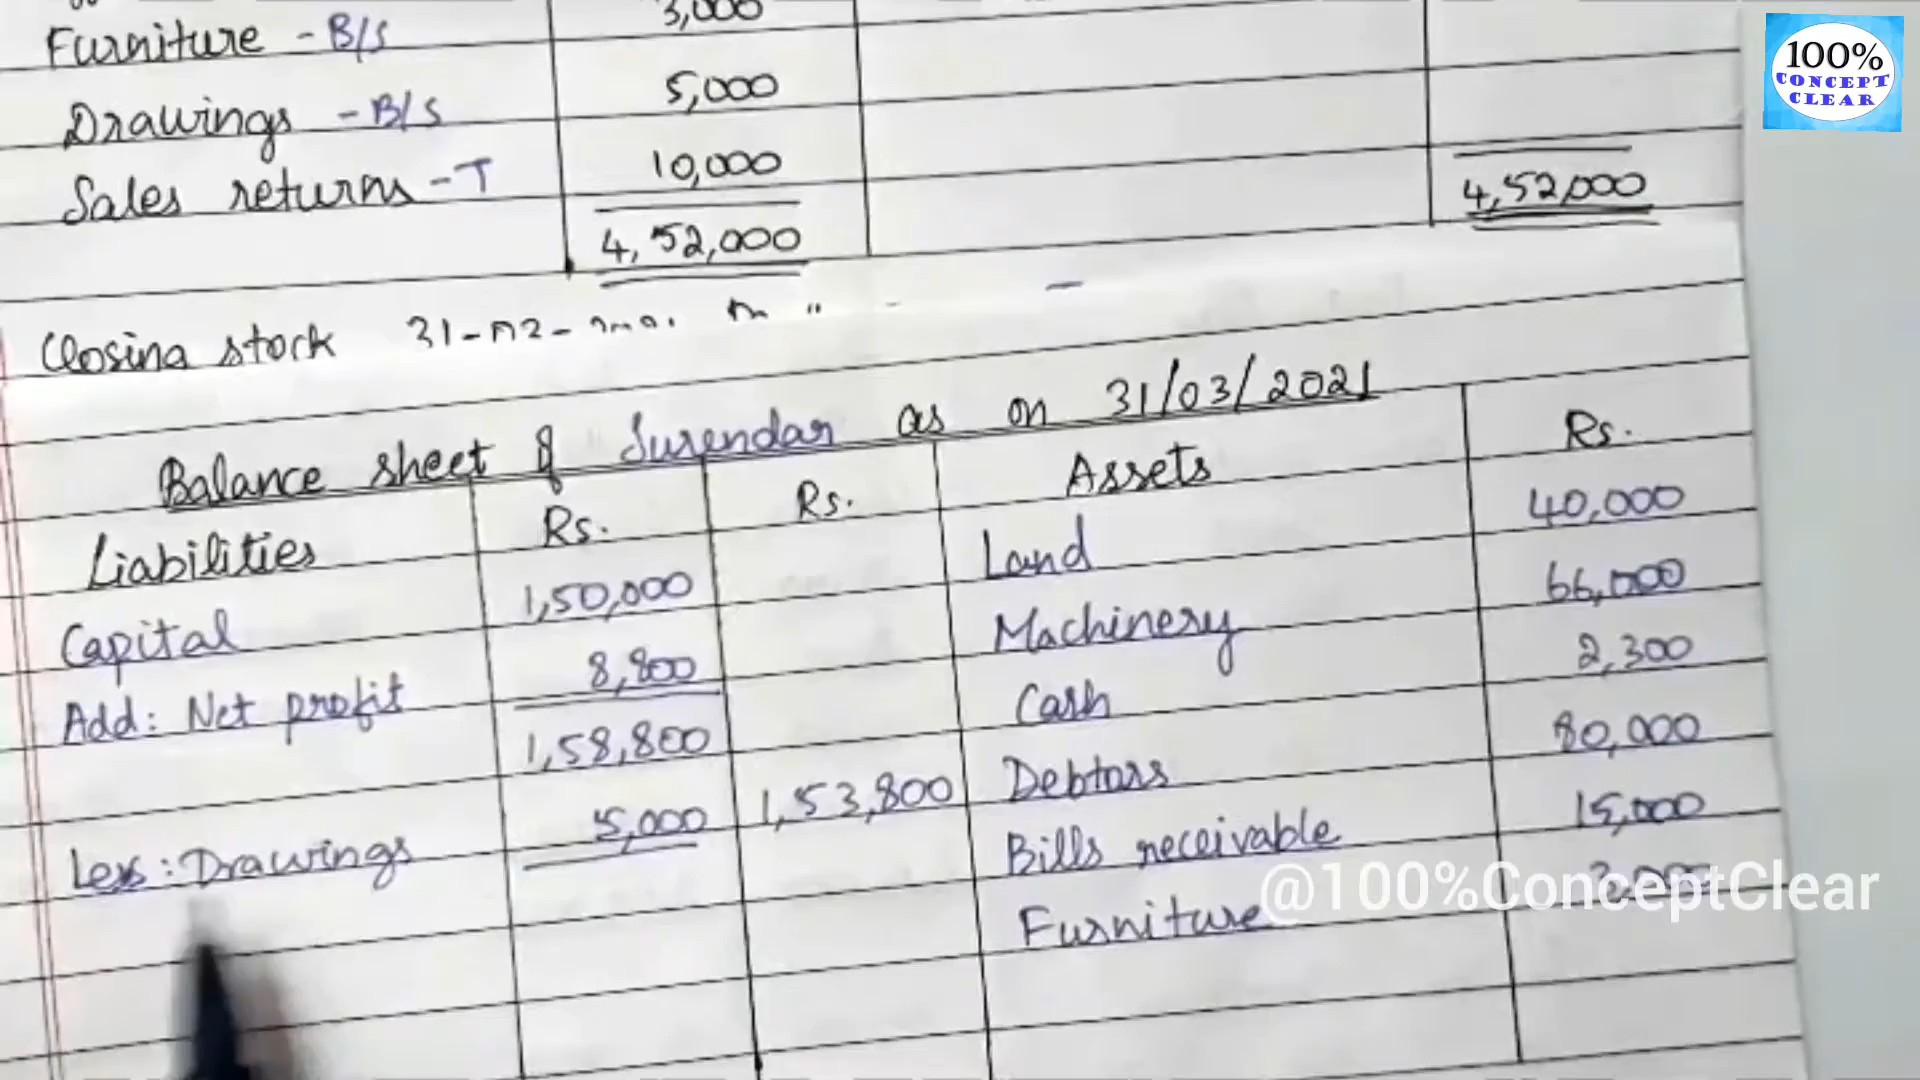 3,000
Furniture - B/S
Drawings - B/S 5,000
Sales returns - T 10,000
4,52,000 4,52,000
Closing stock
Balance sheet of Surendar as on 31/03/2021
Liabilities Rs. Rs. Assets Rs.
Capital 1,50,000 Land 40,000
Add: Net profit 8,800 Machinery 66,000
1,58,800 Cash 2,300
Less: Drawings 5,000 1,53,800 Debtors 80,000
Bills receivable 15,000
Furniture
@100%ConceptClear
100%
CONCEPT
CLEAR